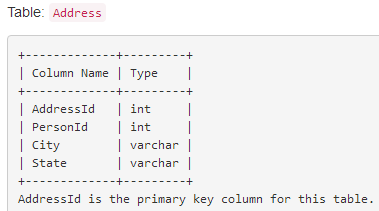 Table: Address
+-------------+---------+
| Column Name | Type    |
+-------------+---------+
| AddressId   | int     |
| PersonId    | int     |
| City        | varchar |
| State       | varchar |
+-------------+---------+
AddressId is the primary key column for this table.